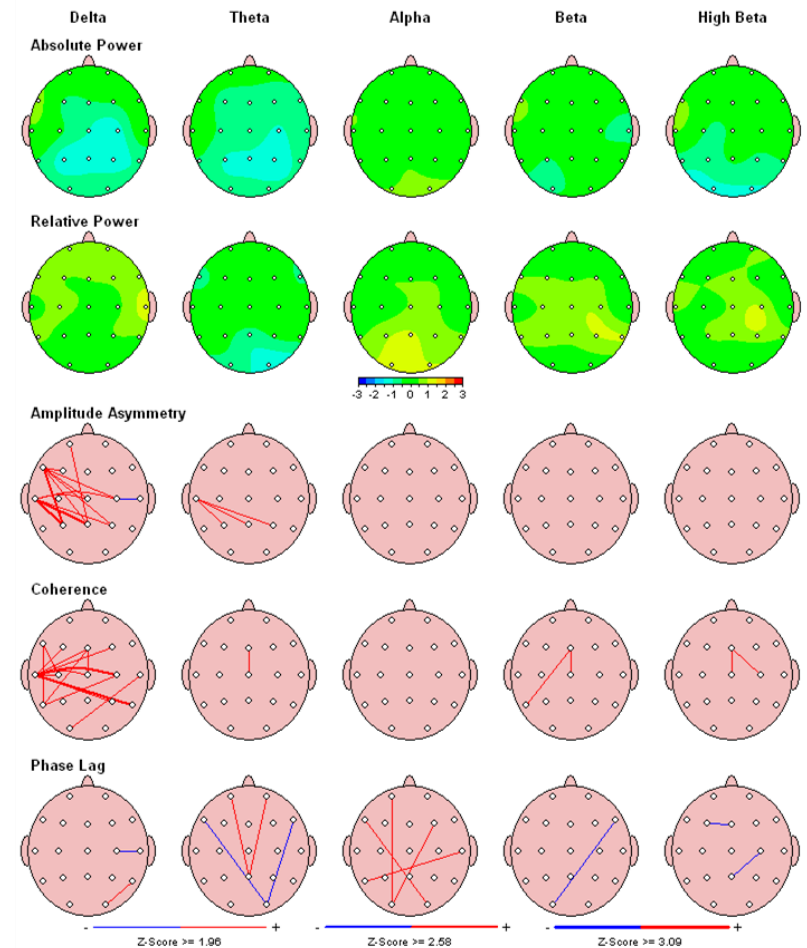 Delta Theta Alpha Beta High Beta
Absolute Power
Relative Power
-3 -2 -1 0 1 2 3
Amplitude Asymmetry
Coherence
Phase Lag
- + - + - +
Z-Score >= 1.96 Z-Score >= 2.58 Z-Score >= 3.09